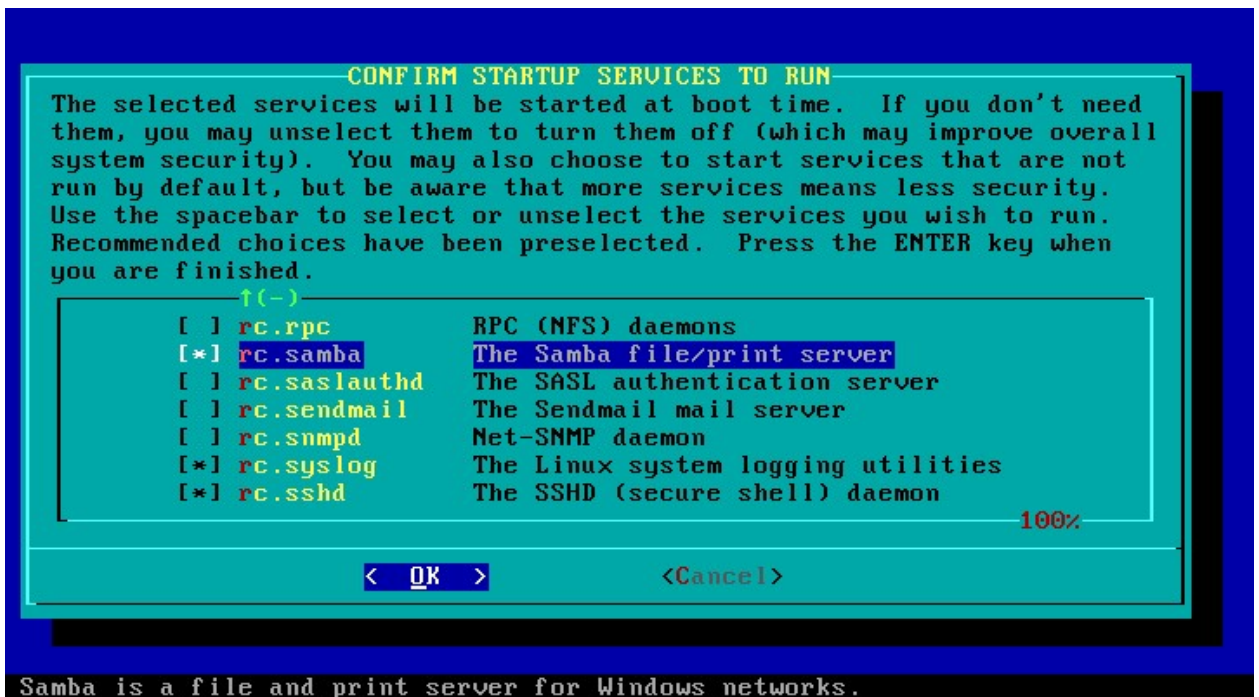 CONFIRM STARTUP SERVICES TO RUN
The selected services will be started at boot time.  If you don't need
them, you may unselect them to turn them off (which may improve overall
system security).  You may also choose to start services that are not
run by default, but be aware that more services means less security.
Use the spacebar to select or unselect the services you wish to run.
Recommended choices have been preselected.  Press the ENTER key when
you are finished.
↑(-)
[ ] rc.rpc RPC (NFS) daemons
[*] rc.samba The Samba file/print server
[ ] rc.saslauthd The SASL authentication server
[ ] rc.sendmail The Sendmail mail server
[ ] rc.snmpd Net-SNMP daemon
[*] rc.syslog The Linux system logging utilities
[*] rc.sshd The SSHD (secure shell) daemon
100%
< OK > <Cancel>
Samba is a file and print server for Windows networks.